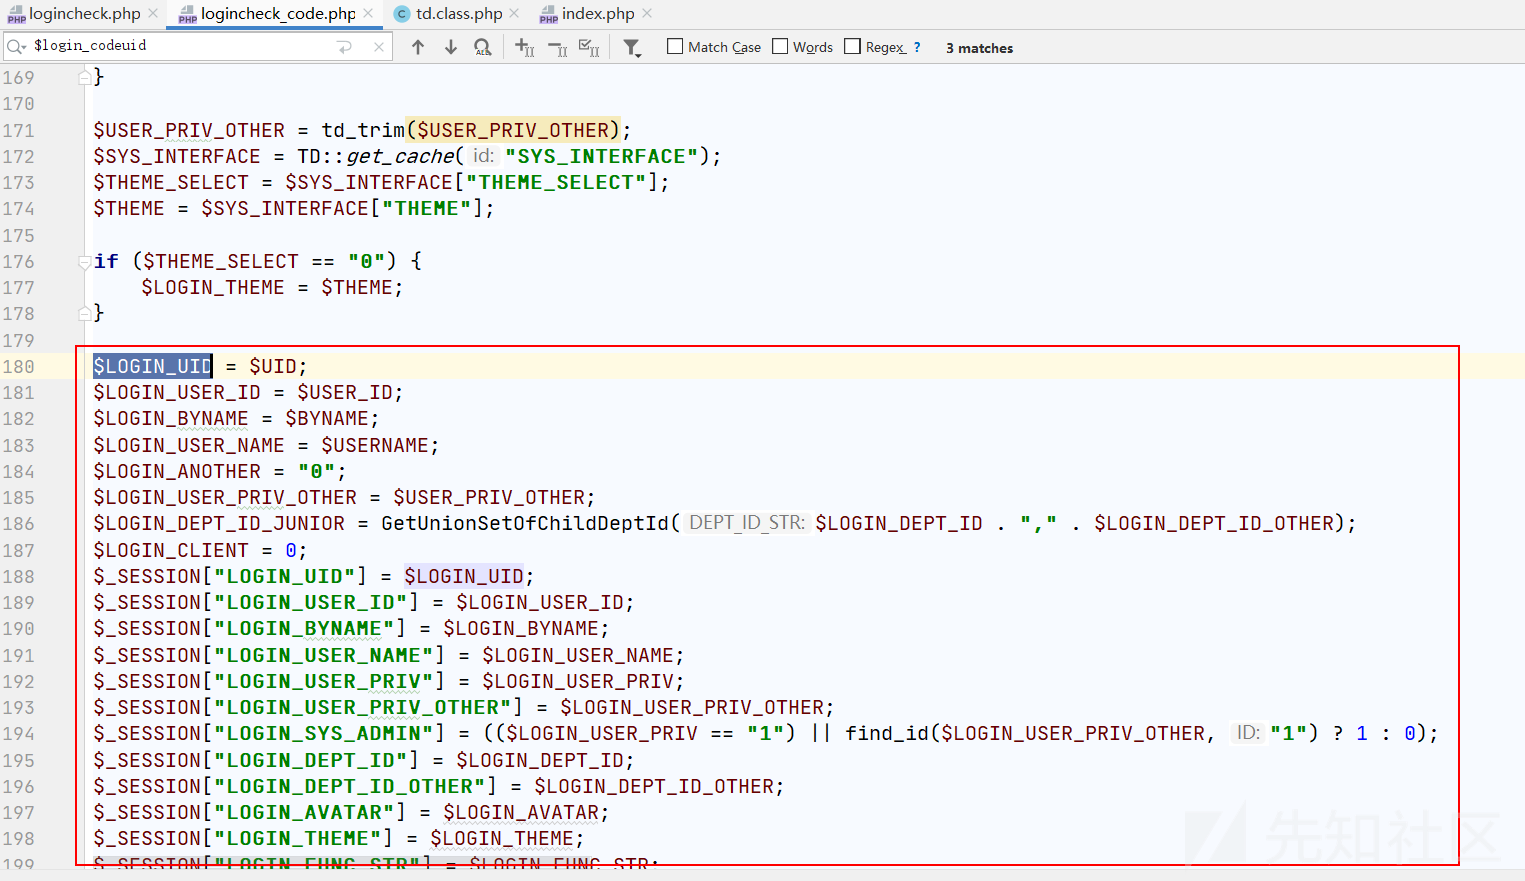 logincheck.php logincheck_code.php td.class.php index.php
$login_codeuid Match Case Words Regex ? 3 matches
169 }
170
171 $USER_PRIV_OTHER = td_trim($USER_PRIV_OTHER);
172 $SYS_INTERFACE = TD::get_cache( id: "SYS_INTERFACE");
173 $THEME_SELECT = $SYS_INTERFACE["THEME_SELECT"];
174 $THEME = $SYS_INTERFACE["THEME"];
175
176 if ($THEME_SELECT == "0") {
177 $LOGIN_THEME = $THEME;
178 }
179
180 $LOGIN_UID = $UID;
181 $LOGIN_USER_ID = $USER_ID;
182 $LOGIN_BYNAME = $BYNAME;
183 $LOGIN_USER_NAME = $USERNAME;
184 $LOGIN_ANOTHER = "0";
185 $LOGIN_USER_PRIV_OTHER = $USER_PRIV_OTHER;
186 $LOGIN_DEPT_ID_JUNIOR = GetUnionSetOfChildDeptId( DEPT_ID_STR: $LOGIN_DEPT_ID . "," . $LOGIN_DEPT_ID_OTHER);
187 $LOGIN_CLIENT = 0;
188 $_SESSION["LOGIN_UID"] = $LOGIN_UID;
189 $_SESSION["LOGIN_USER_ID"] = $LOGIN_USER_ID;
190 $_SESSION["LOGIN_BYNAME"] = $LOGIN_BYNAME;
191 $_SESSION["LOGIN_USER_NAME"] = $LOGIN_USER_NAME;
192 $_SESSION["LOGIN_USER_PRIV"] = $LOGIN_USER_PRIV;
193 $_SESSION["LOGIN_USER_PRIV_OTHER"] = $LOGIN_USER_PRIV_OTHER;
194 $_SESSION["LOGIN_SYS_ADMIN"] = (($LOGIN_USER_PRIV == "1") || find_id($LOGIN_USER_PRIV_OTHER, ID: "1") ? 1 : 0);
195 $_SESSION["LOGIN_DEPT_ID"] = $LOGIN_DEPT_ID;
196 $_SESSION["LOGIN_DEPT_ID_OTHER"] = $LOGIN_DEPT_ID_OTHER;
197 $_SESSION["LOGIN_AVATAR"] = $LOGIN_AVATAR;
198 $_SESSION["LOGIN_THEME"] = $LOGIN_THEME;
199 $_SESSION["LOGIN_FUNC_STR"] = $LOGIN_FUNC_STR;
先知社区